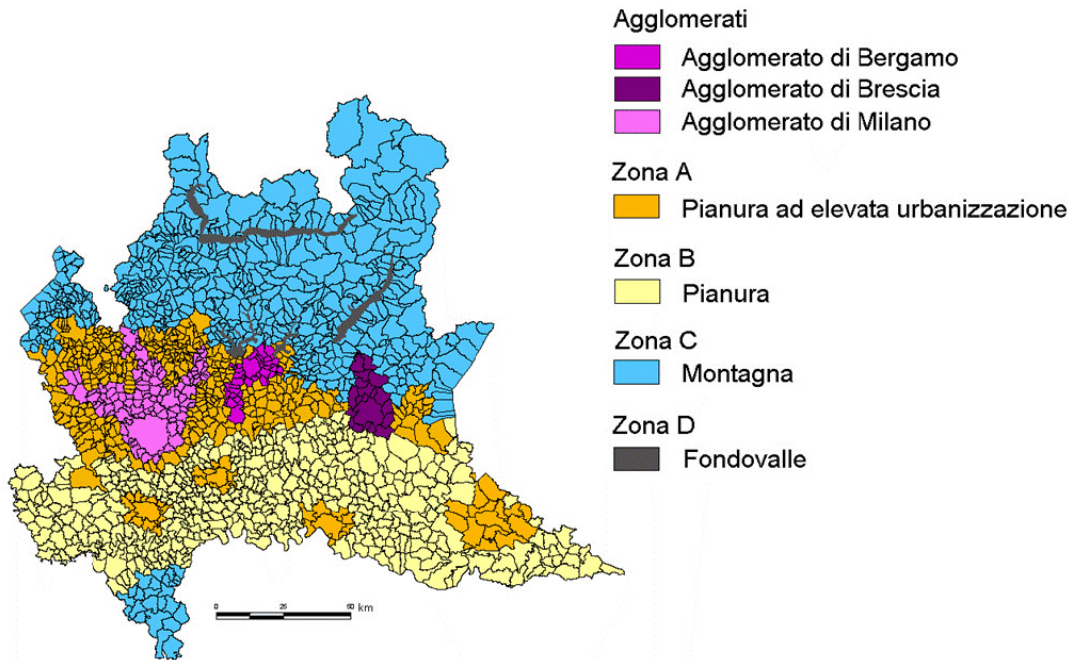 Agglomerati
Agglomerato di Bergamo
Agglomerato di Brescia
Agglomerato di Milano
Zona A
Pianura ad elevata urbanizzazione
Zona B
Pianura
Zona C
Montagna
Zona D
Fondovalle
0 25 50 km